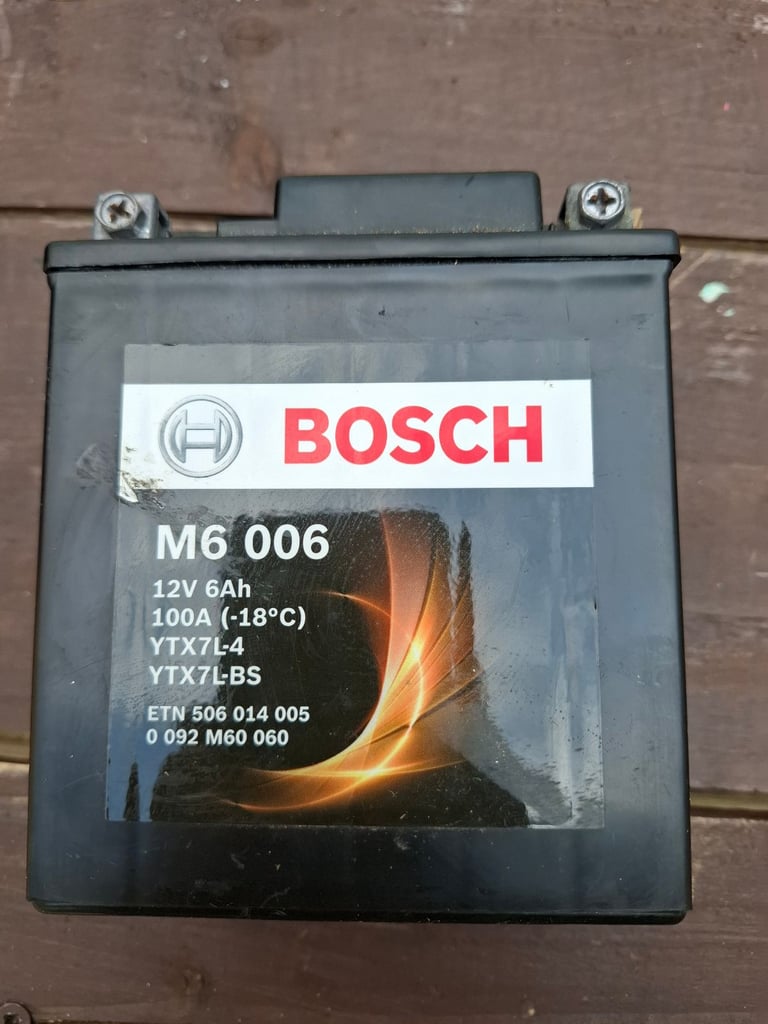 BOSCH
M6 006
12V 6Ah
100A (-18°C)
YTX7L-4
YTX7L-BS
ETN 506 014 005
0 092 M60 060